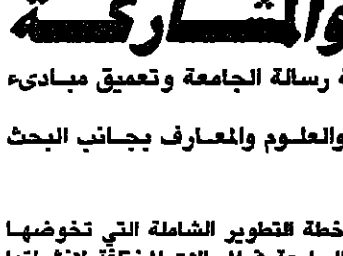 والمشاركة
رسالة الجامعة وتعميق مبادىء
والعلوم والمعارف بجانب البحث
خطة التطوير الشاملة التي تخوضها